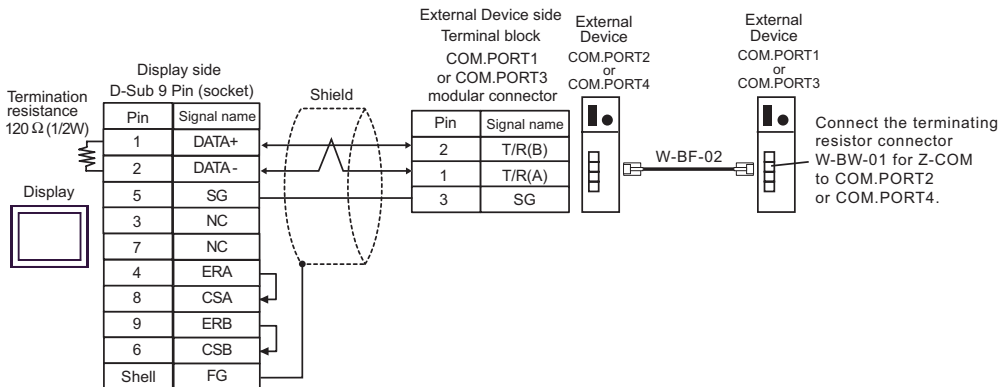 Termination
resistance
120 Ω (1/2W)
Display
Display side
D-Sub 9 Pin (socket)
Pin Signal name
1 DATA+
2 DATA-
5 SG
3 NC
7 NC
4 ERA
8 CSA
9 ERB
6 CSB
Shell FG
Shield
External Device side
Terminal block
COM.PORT1
or COM.PORT3
modular connector
Pin Signal name
2 T/R(B)
1 T/R(A)
3 SG
External
Device
COM.PORT2
or
COM.PORT4
W-BF-02
External
Device
COM.PORT1
or
COM.PORT3
Connect the terminating
resistor connector
W-BW-01 for Z-COM
to COM.PORT2
or COM.PORT4.